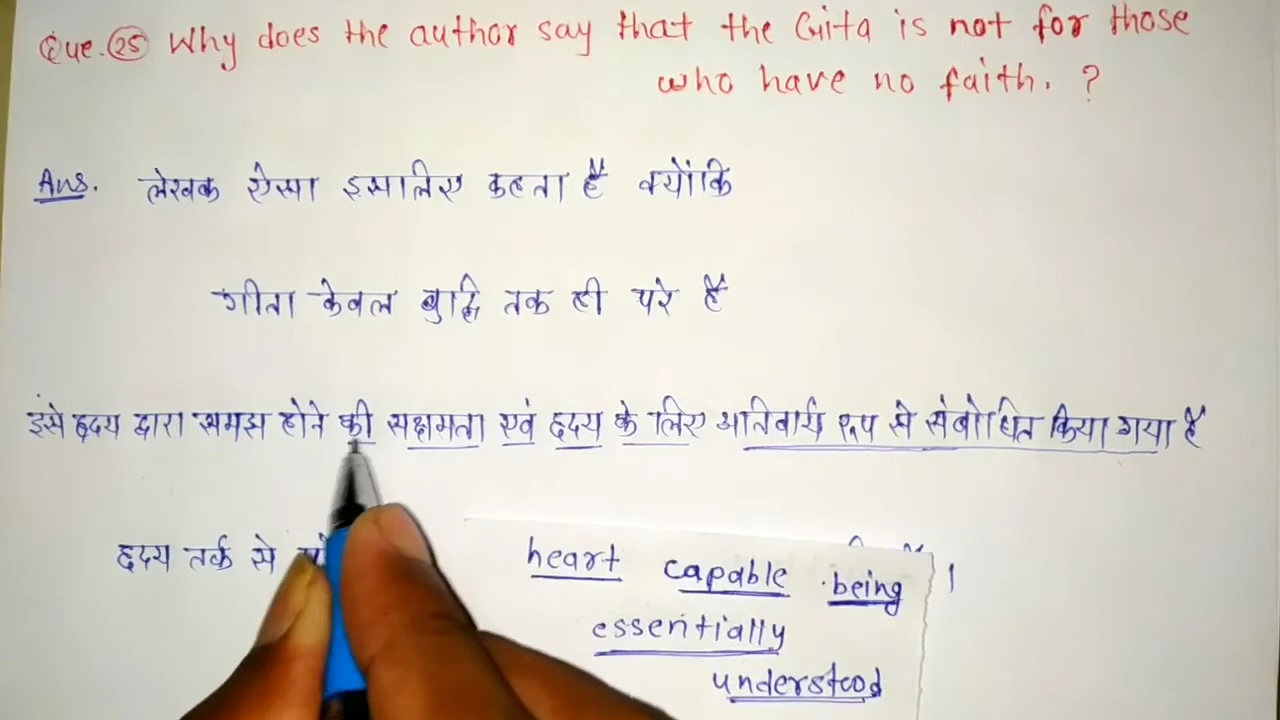 Que. 25 Why does the author say that the Gita is not for those
who have no faith. ?
Ans. लेखक ऐसा इसलिए कहता है क्योंकि
गीता केवल बुद्धि तक ही परे है
इसे हृदय द्वारा समझ होने की सक्षमता एवं हृदय के लिए अनिवार्य रूप से संबोधित किया गया है
हृदय तर्क से
heart capable being
essentially
understood